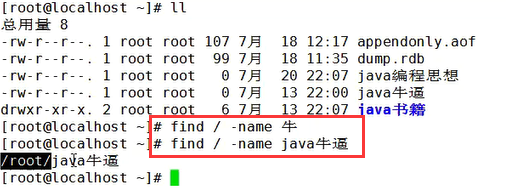 [root@localhost ~]# ll
总用量 8
-rw-r--r--. 1 root root 107 7月  18 12:17 appendonly.aof
-rw-r--r--. 1 root root  99 7月  18 11:35 dump.rdb
-rw-r--r--. 1 root root   0 7月  20 22:07 java编程思想
-rw-r--r--. 1 root root   0 7月  13 22:00 java牛逼
drwxr-xr-x. 2 root root   6 7月  13 22:07 java书籍
[root@localhost ~]# find / -name 牛
[root@localhost ~]# find / -name java牛逼
/root/java牛逼
[root@localhost ~]#